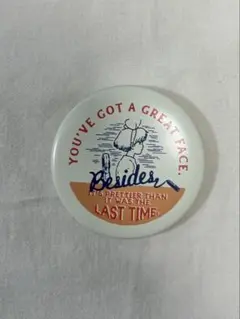 YOU'VE GOT A GREAT FACE.
Besides
IT'S PRETTIER THAN
IT WAS THE
LAST TIME.